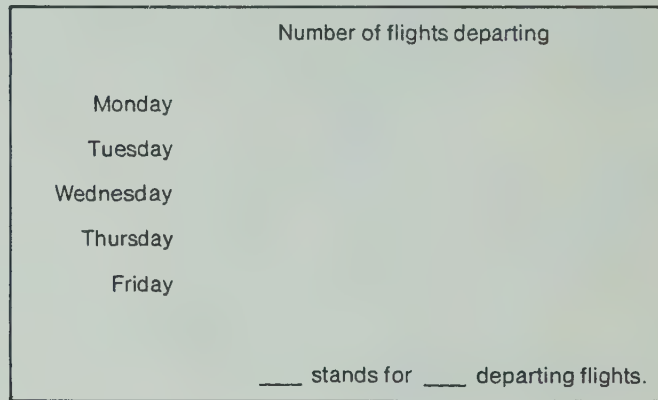 Number of flights departing
Monday
Tuesday
Wednesday
Thursday
Friday
____ stands for ____ departing flights.